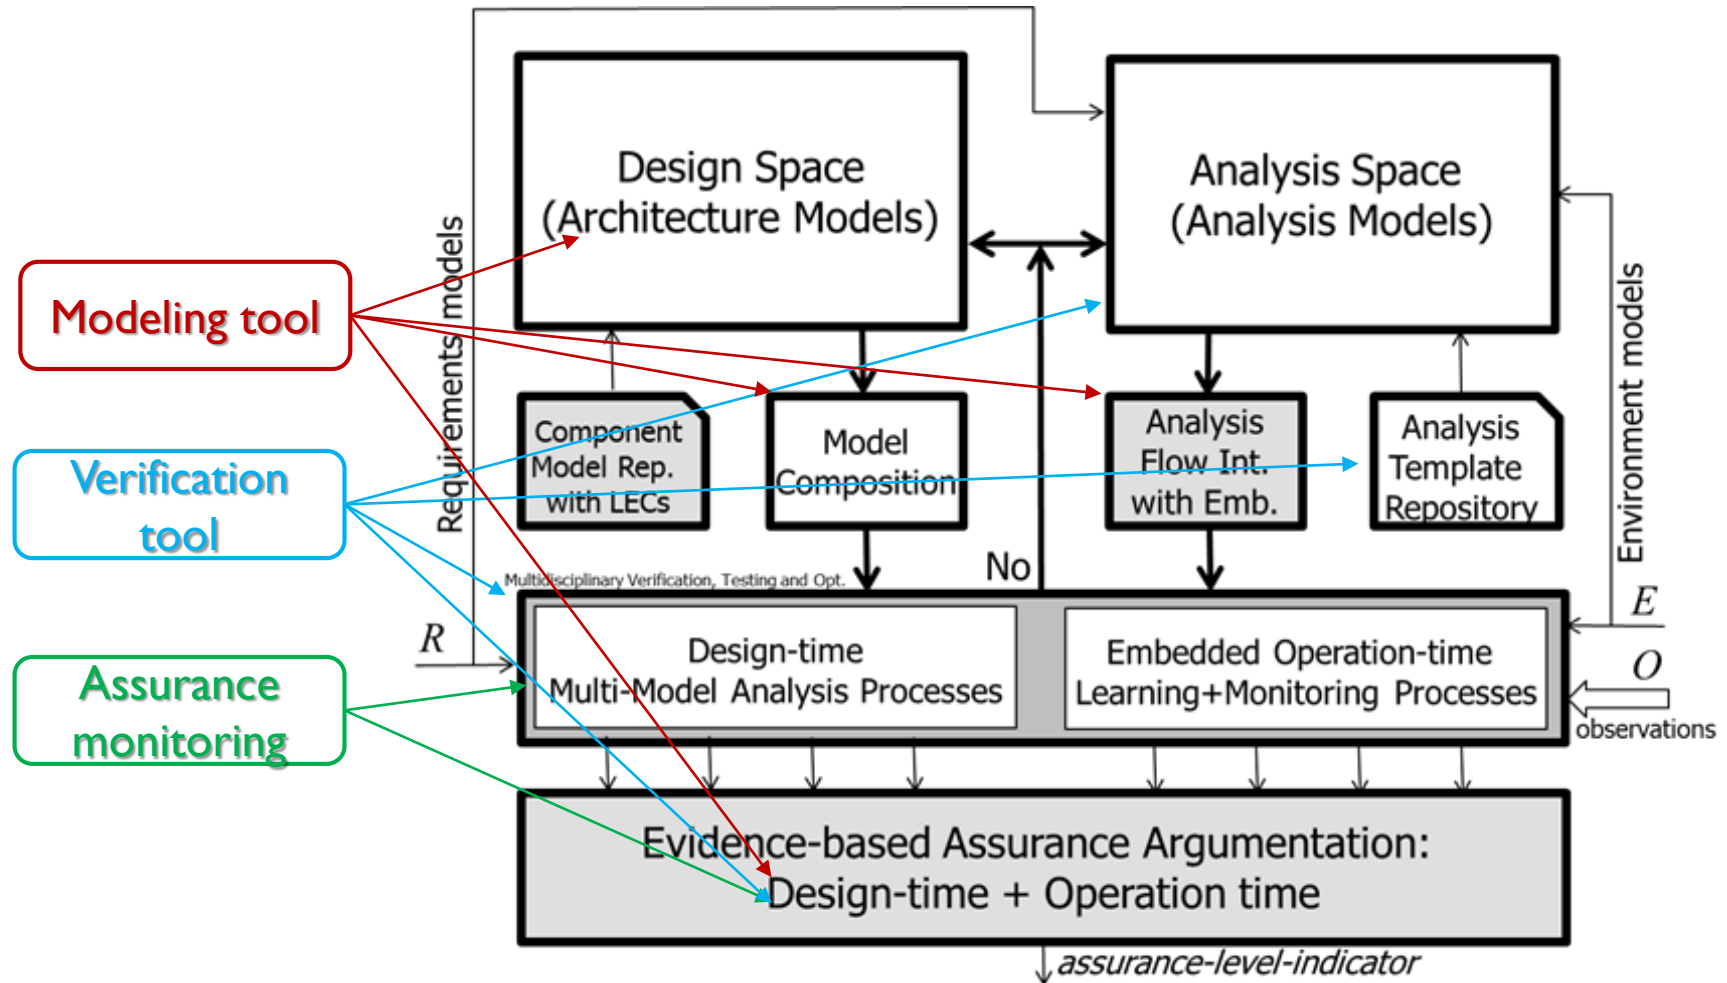 Design Space
(Architecture Models)
Analysis Space
(Analysis Models)
Requirements models
Environment models
Modeling tool
Verification
tool
Assurance
monitoring
Component
Model Rep.
with LECs
Model
Composition
Analysis
Flow Int.
with Emb.
Analysis
Template
Repository
No
Multidisciplinary Verification, Testing and Opt.
R
E
O
observations
Design-time
Multi-Model Analysis Processes
Embedded Operation-time
Learning+Monitoring Processes
Evidence-based Assurance Argumentation:
Design-time + Operation time
assurance-level-indicator